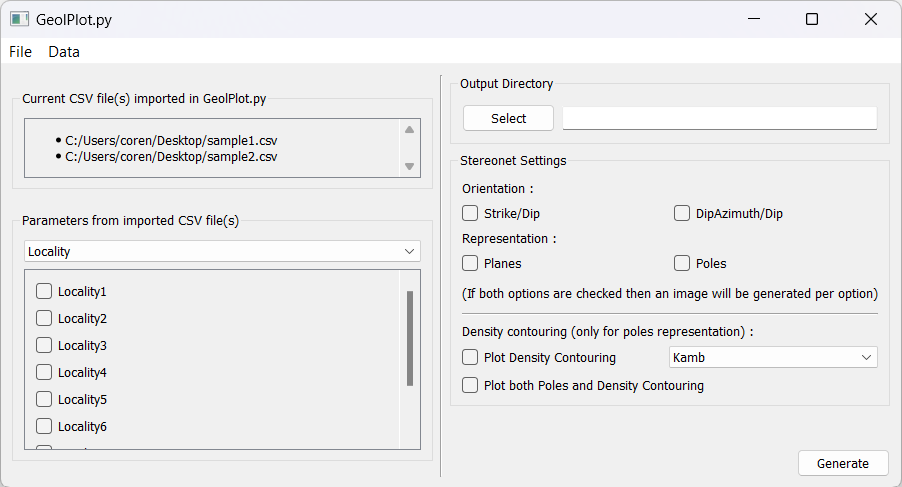 GeolPlot.py
File Data
Current CSV file(s) imported in GeolPlot.py
• C:/Users/coren/Desktop/sample1.csv
• C:/Users/coren/Desktop/sample2.csv
Parameters from imported CSV file(s)
Locality
Locality1
Locality2
Locality3
Locality4
Locality5
Locality6
Output Directory
Select
Stereonet Settings
Orientation :
Strike/Dip DipAzimuth/Dip
Representation :
Planes Poles
(If both options are checked then an image will be generated per option)
Density contouring (only for poles representation) :
Plot Density Contouring Kamb
Plot both Poles and Density Contouring
Generate